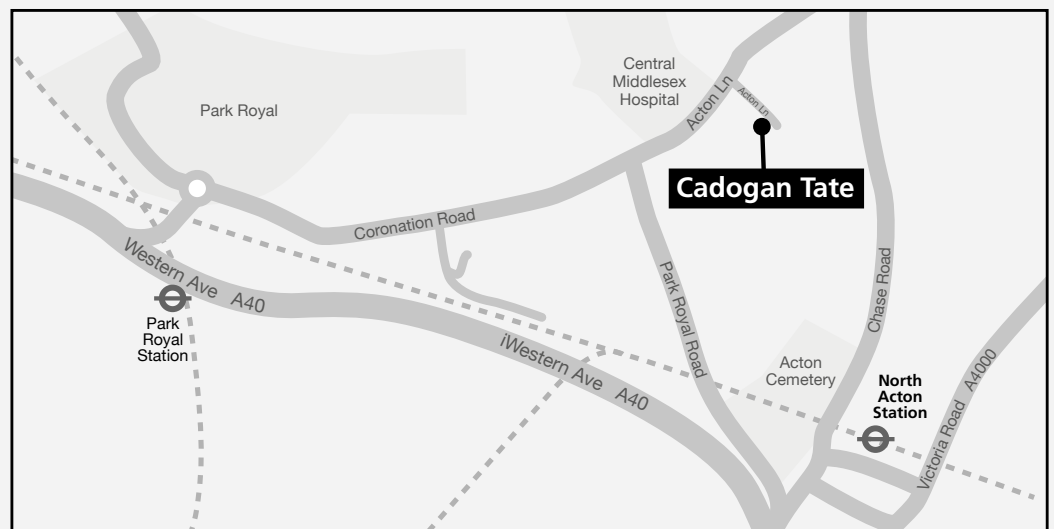 Central
Middlesex
Hospital
Park Royal
Acton Ln
Acton Ln
Cadogan Tate
Coronation Road
Western Ave A40
Park
Royal
Station
Park Royal Road
Chase Road
iWestern Ave A40
Acton
Cemetery
North
Acton
Station
Victoria Road A4000